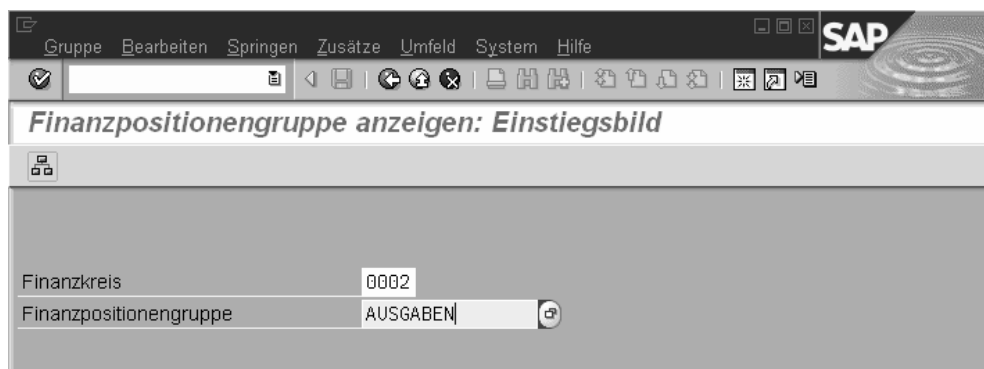 Gruppe Bearbeiten Springen Zusätze Umfeld System Hilfe
SAP
Finanzpositionengruppe anzeigen: Einstiegsbild
Finanzkreis 0002
Finanzpositionengruppe AUSGABEN